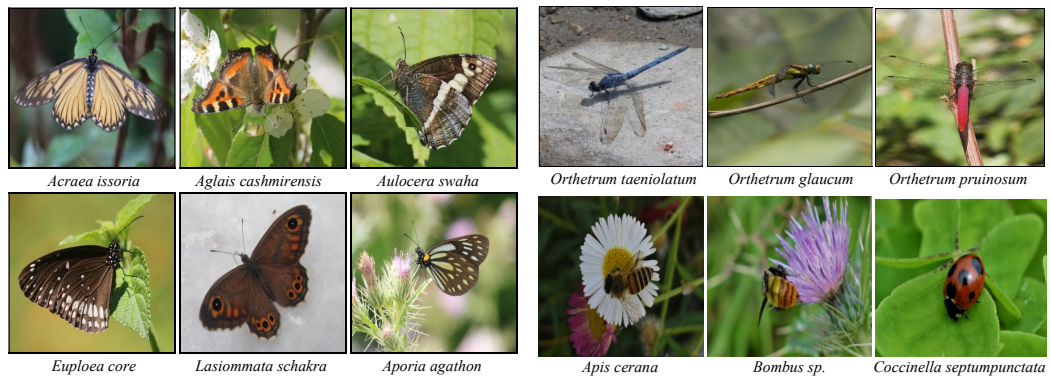 Acraea issoria
Aglais cashmirensis
Aulocera swaha
Orthetrum taeniolatum
Orthetrum glaucum
Orthetrum pruinosum
Euploea core
Lasiommata schakra
Aporia agathon
Apis cerana
Bombus sp.
Coccinella septumpunctata